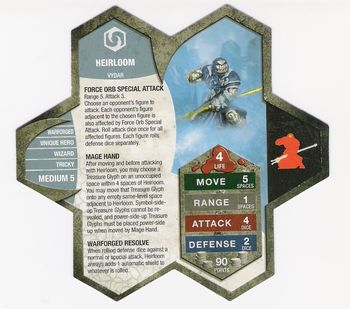 HEIRLOOM
VYDAR
FORCE ORB SPECIAL ATTACK
Range 5. Attack 3.
Choose an opponent's figure to
attack. Each opponent's figure
adjacent to the chosen figure is
also affected by Force Orb Special
Attack. Roll attack dice once for all
affected figures. Each figure rolls
defense dice separately.
MAGE HAND
After moving and before attacking
with Heirloom, you may choose a
Treasure Glyph on an unoccupied
space within 4 spaces of Heirloom.
You may move that Treasure Glyph
onto any empty same-level space
adjacent to Heirloom. Symbol-side-
up Treasure Glyphs cannot be re-
vealed, and power-side-up Treasure
Glyphs must be placed power-side
up when moved by Mage Hand.
WARFORGED RESOLVE
When rolling defense dice against a
normal or special attack, Heirloom
always adds 1 automatic shield to
whatever is rolled.
WARFORGED
UNIQUE HERO
WIZARD
TRICKY
MEDIUM 5
4
LIFE
MOVE 5 SPACES
RANGE 1 SPACES
ATTACK 4 DICE
DEFENSE 2 DICE
90
POINTS